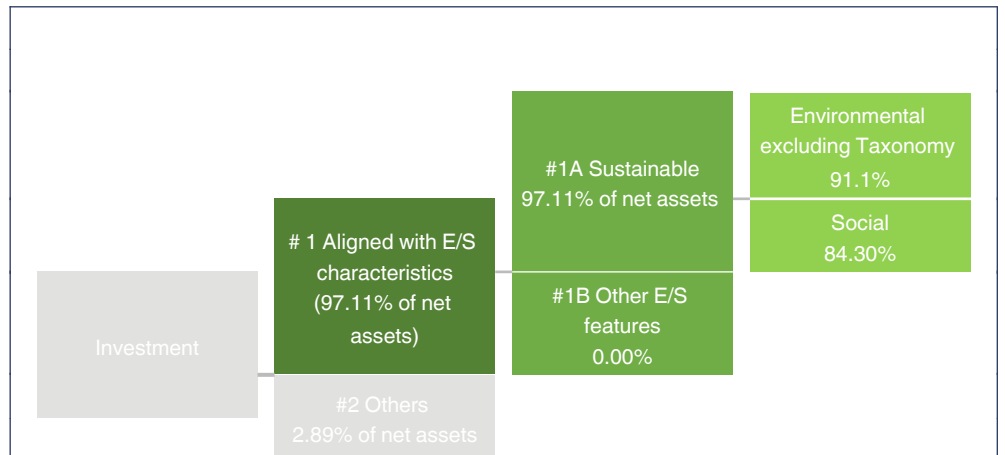 Investment
# 1 Aligned with E/S
characteristics
(97.11% of net
assets)
#2 Others
2.89% of net assets
#1A Sustainable
97.11% of net assets
#1B Other E/S
features
0.00%
Environmental
excluding Taxonomy
91.1%
Social
84.30%